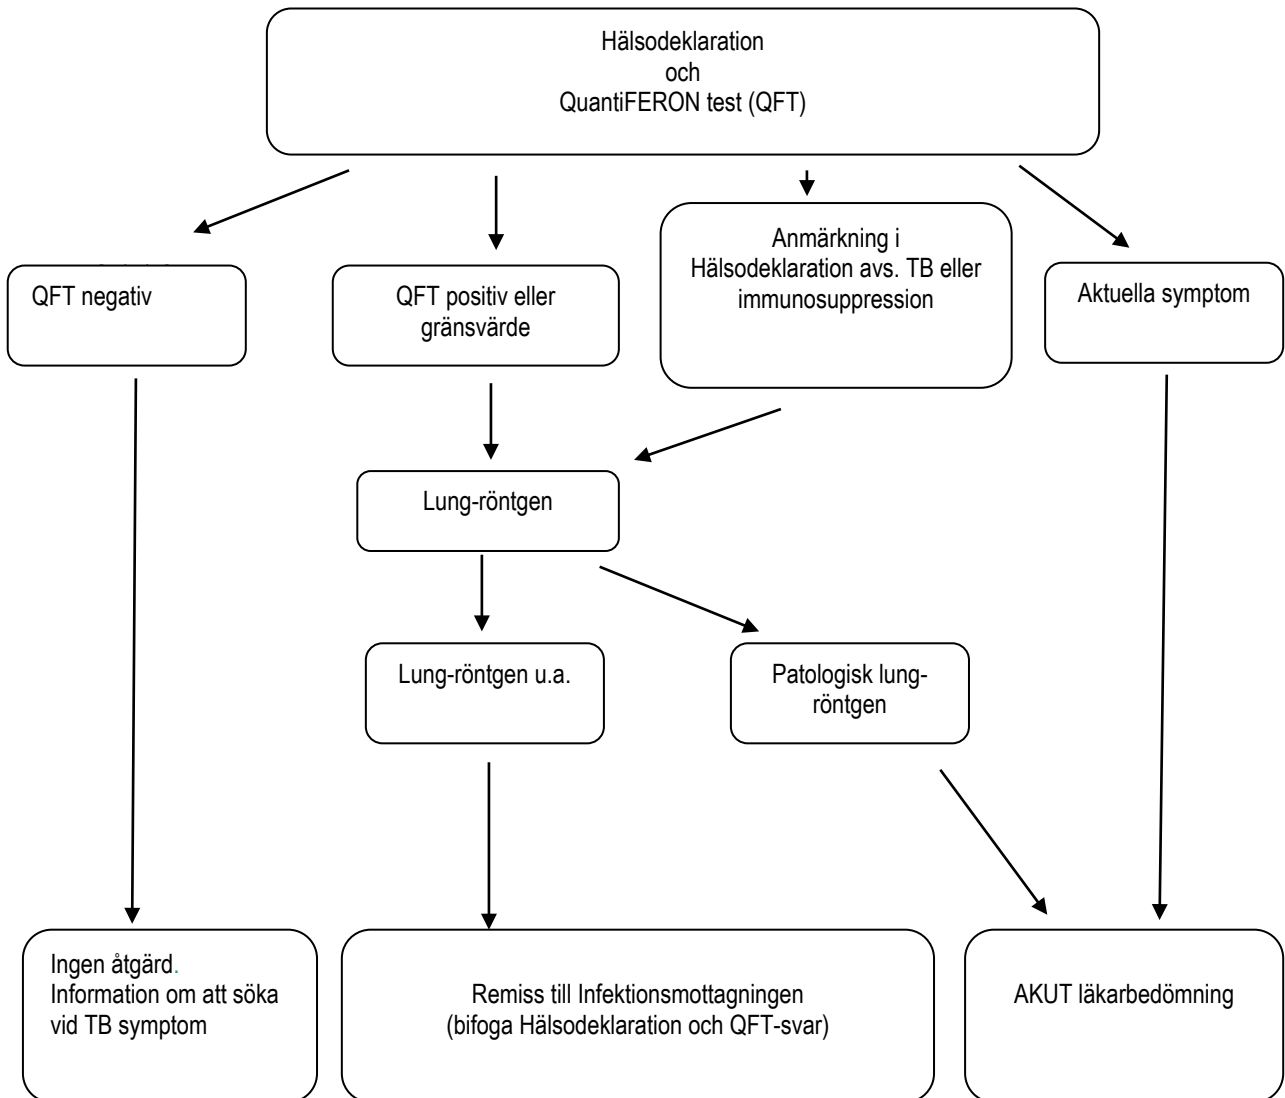 Hälsodeklaration
och
QuantiFERON test (QFT)
QFT negativ
QFT positiv eller
gränsvärde
Anmärkning i
Hälsodeklaration avs. TB eller
immunosuppression
Aktuella symptom
Lung-röntgen
Lung-röntgen u.a.
Patologisk lung-
röntgen
Ingen åtgärd.
Information om att söka
vid TB symptom
Remiss till Infektionsmottagningen
(bifoga Hälsodeklaration och QFT-svar)
AKUT läkarbedömning